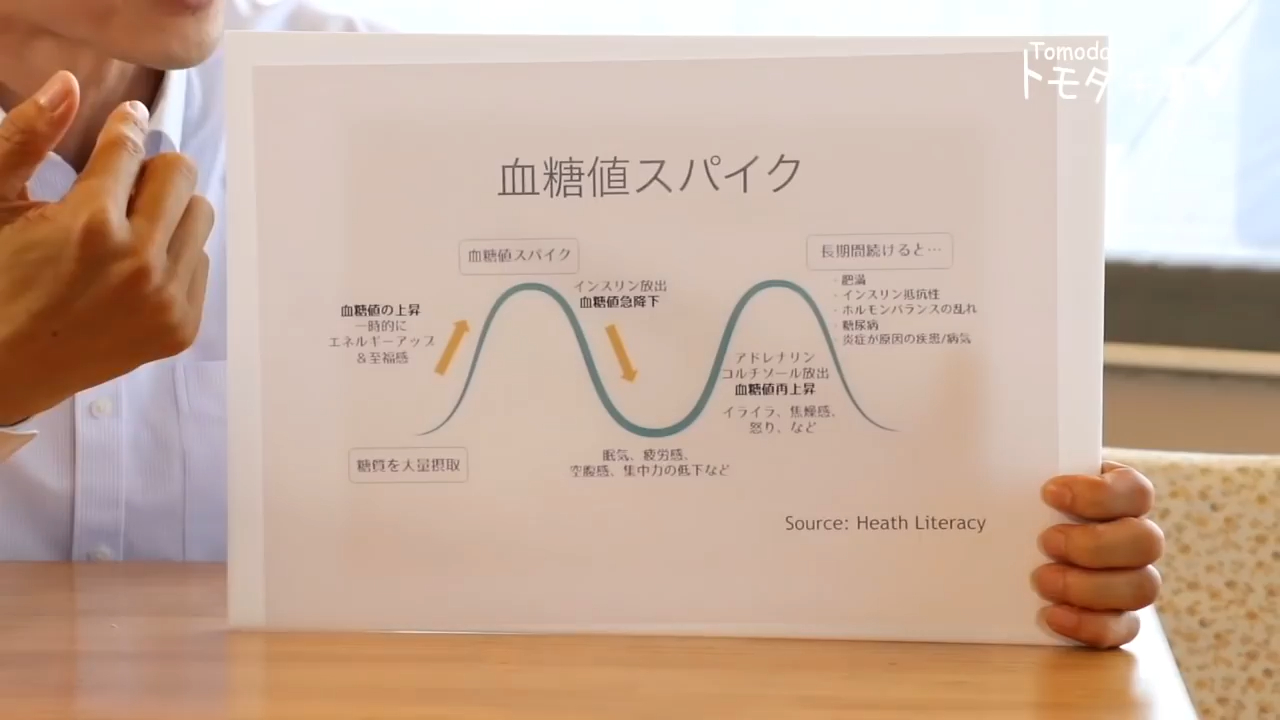 Tomodo
トモダ
血糖値スパイク
血糖値スパイク
長期間続けると…
インスリン放出
血糖値急降下
・肥満
・インスリン抵抗性
・ホルモンバランスの乱れ
・糖尿病
・炎症が原因の疾患/病気
血糖値の上昇
一時的に
エネルギーアップ
&至福感
アドレナリン
コルチゾール放出
血糖値再上昇
イライラ、焦燥感、
怒り、など
糖質を大量摂取
眠気、疲労感、
空腹感、集中力の低下など
Source: Heath Literacy